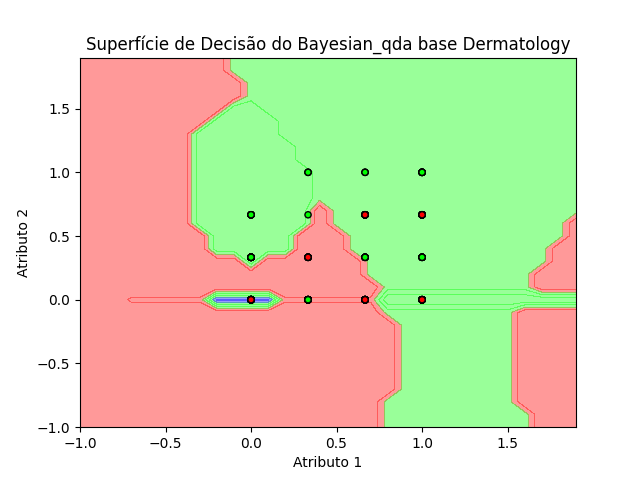 Superfície de Decisão do Bayesian_qda base Dermatology
Atributo 2
1.5
1.0
0.5
0.0
−0.5
−1.0
−1.0 −0.5 0.0 0.5 1.0 1.5
Atributo 1